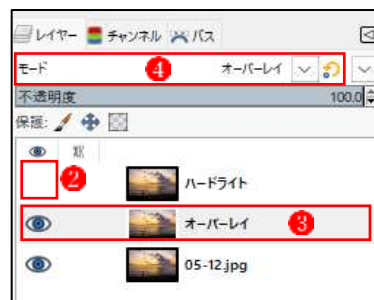 レイヤー チャンネル パス
モード 4 オーバーレイ
不透明度 100.0
保護:
2 ハードライト
オーバーレイ 3
05-12.jpg